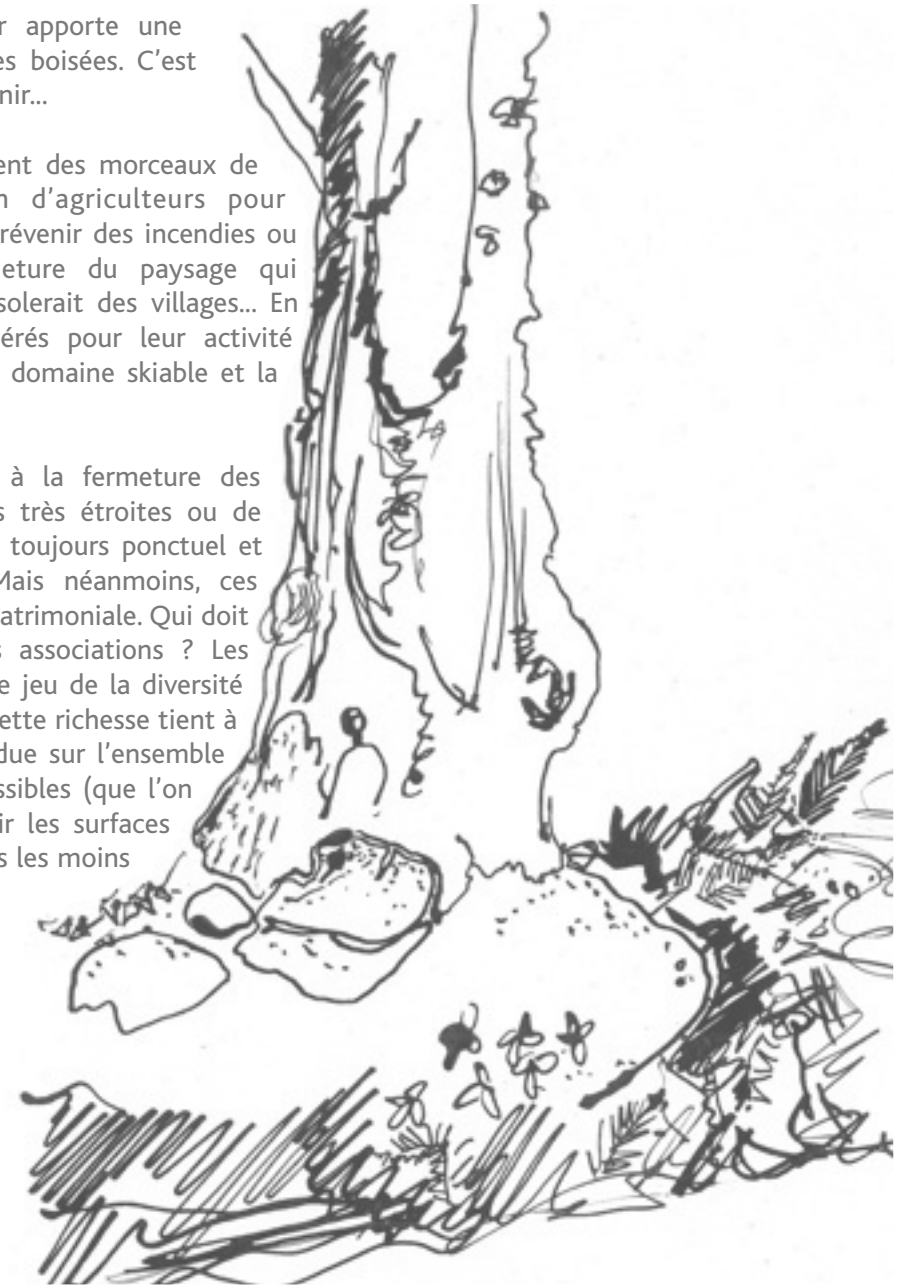 r apporte une
es boisées. C'est
nir...
ent des morceaux de
n d'agriculteurs pour
révenir des incendies ou
eture du paysage qui
solerait des villages... En
érés pour leur activité
domaine skiable et la
à la fermeture des
s très étroites ou de
toujours ponctuel et
Mais néanmoins, ces
atrimoniale. Qui doit
s associations ? Les
e jeu de la diversité
ette richesse tient à
due sur l'ensemble
ssibles (que l'on
ir les surfaces
s les moins